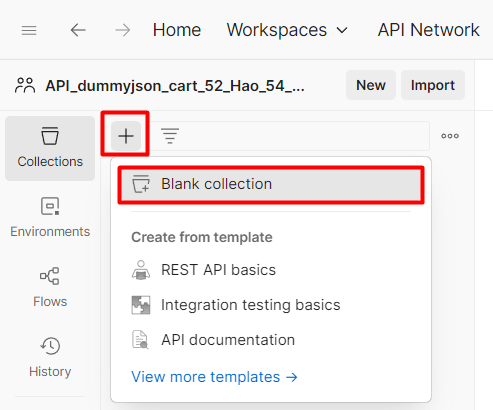 Home Workspaces API Network
API_dummyjson_cart_52_Hao_54_... New Import
Collections
Blank collection
Environments
Create from template
REST API basics
Flows
Integration testing basics
API documentation
History
View more templates →